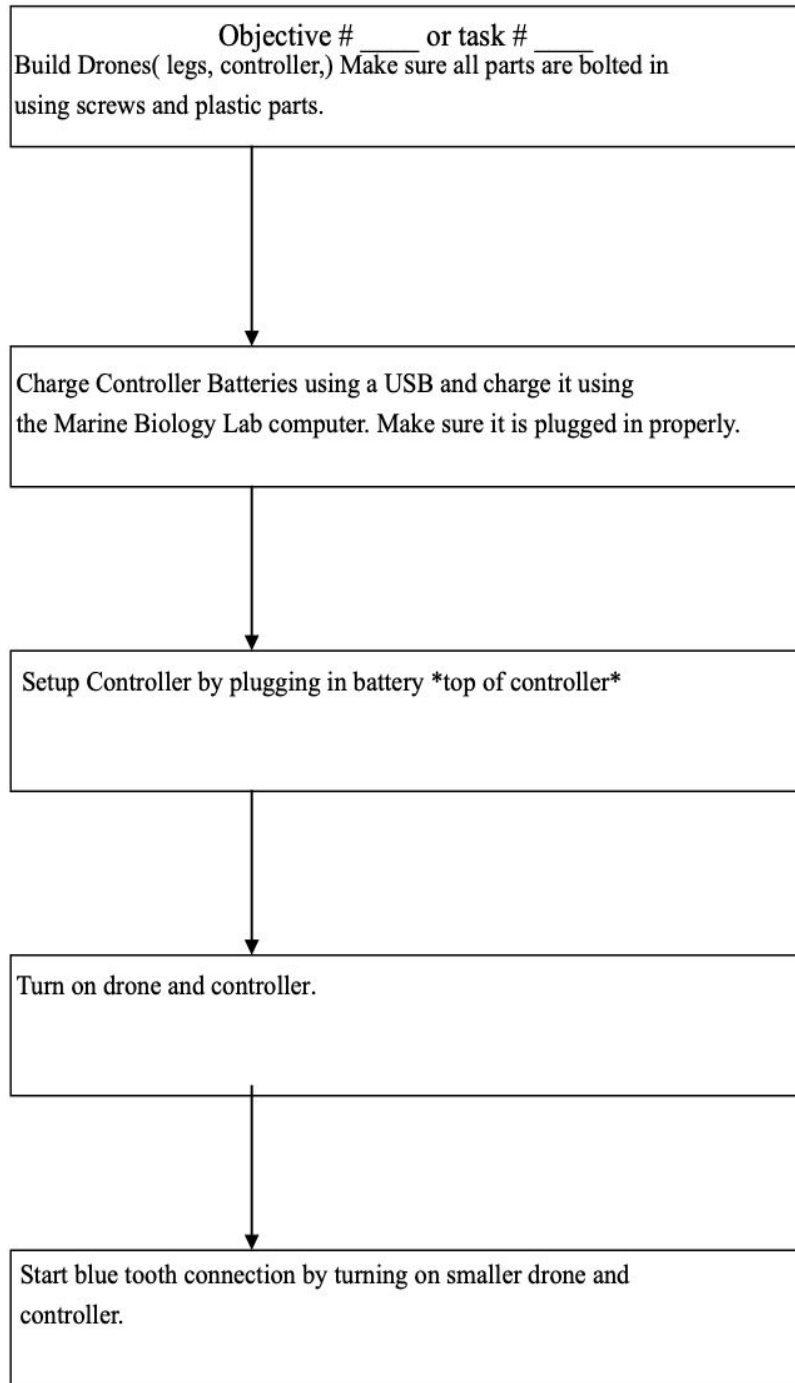 Objective # ____ or task # ____
Build Drones( legs, controller,) Make sure all parts are bolted in
using screws and plastic parts.
Charge Controller Batteries using a USB and charge it using
the Marine Biology Lab computer. Make sure it is plugged in properly.
Setup Controller by plugging in battery *top of controller*
Turn on drone and controller.
Start blue tooth connection by turning on smaller drone and
controller.